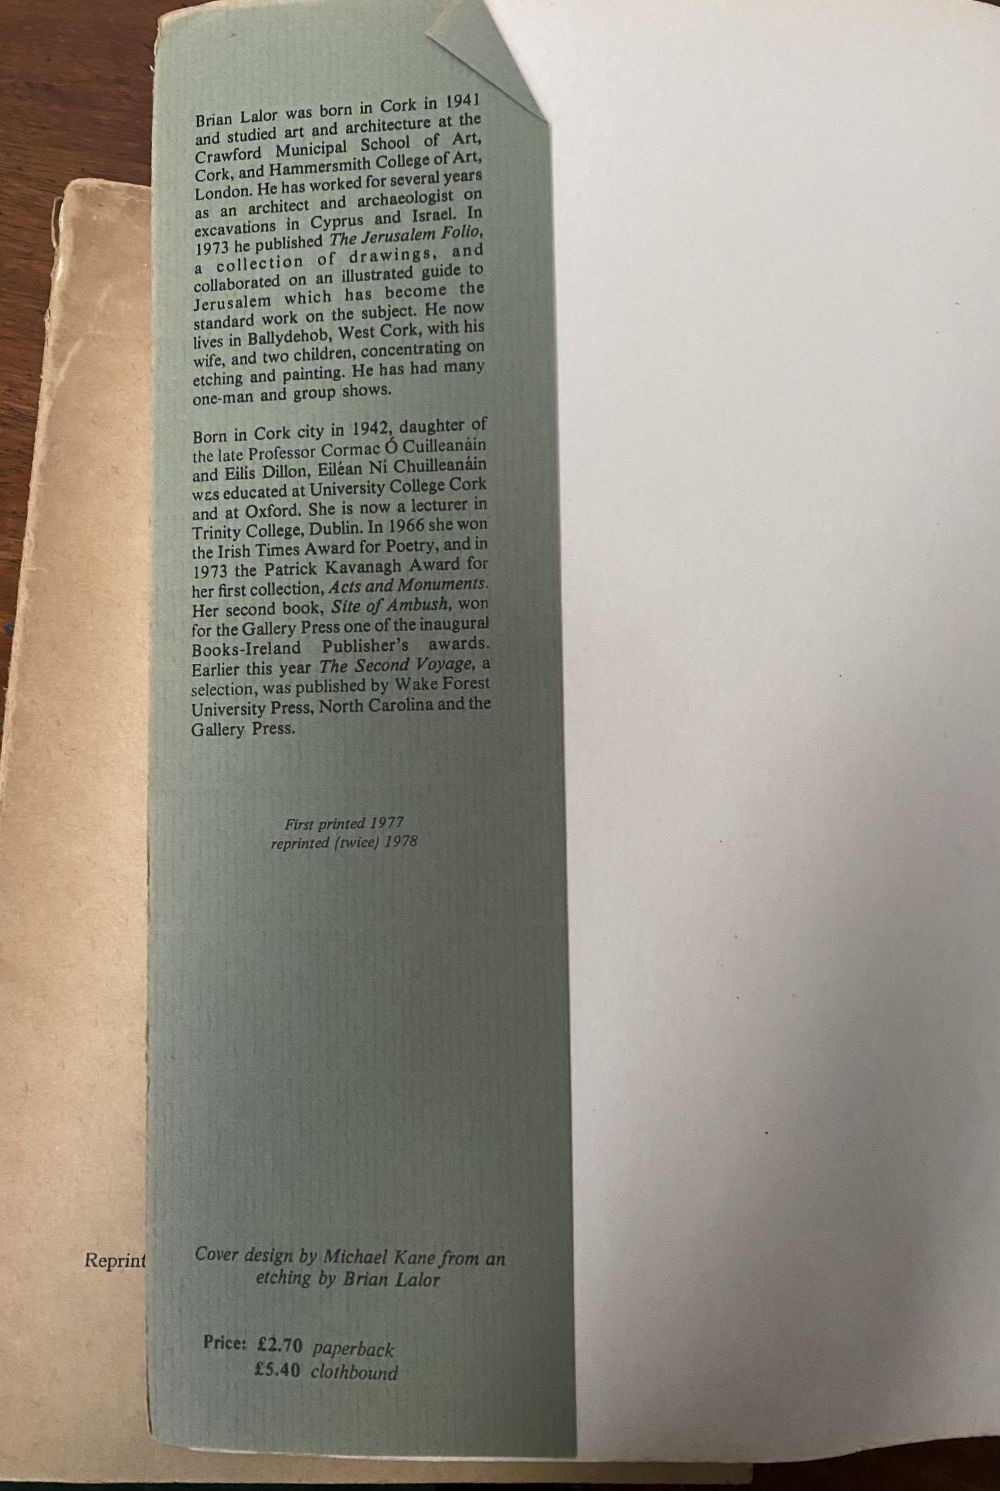 Brian Lalor was born in Cork in 1941
and studied art and architecture at the
Crawford Municipal School of Art,
Cork, and Hammersmith College of Art,
London. He has worked for several years
as an architect and archaeologist on
excavations in Cyprus and Israel. In
1973 he published The Jerusalem Folio,
a collection of drawings, and
collaborated on an illustrated guide to
Jerusalem which has become the
standard work on the subject. He now
lives in Ballydehob, West Cork, with his
wife, and two children, concentrating on
etching and painting. He has had many
one-man and group shows.
Born in Cork city in 1942, daughter of
the late Professor Cormac Ó Cuilleanáin
and Eilís Dillon, Eiléan Ní Chuilleanáin
was educated at University College Cork
and at Oxford. She is now a lecturer in
Trinity College, Dublin. In 1966 she won
the Irish Times Award for Poetry, and in
1973 the Patrick Kavanagh Award for
her first collection, Acts and Monuments.
Her second book, Site of Ambush, won
for the Gallery Press one of the inaugural
Books-Ireland Publisher's awards.
Earlier this year The Second Voyage, a
selection, was published by Wake Forest
University Press, North Carolina and the
Gallery Press.
First printed 1977
reprinted (twice) 1978
Reprint
Cover design by Michael Kane from an
etching by Brian Lalor
Price: £2.70 paperback
£5.40 clothbound